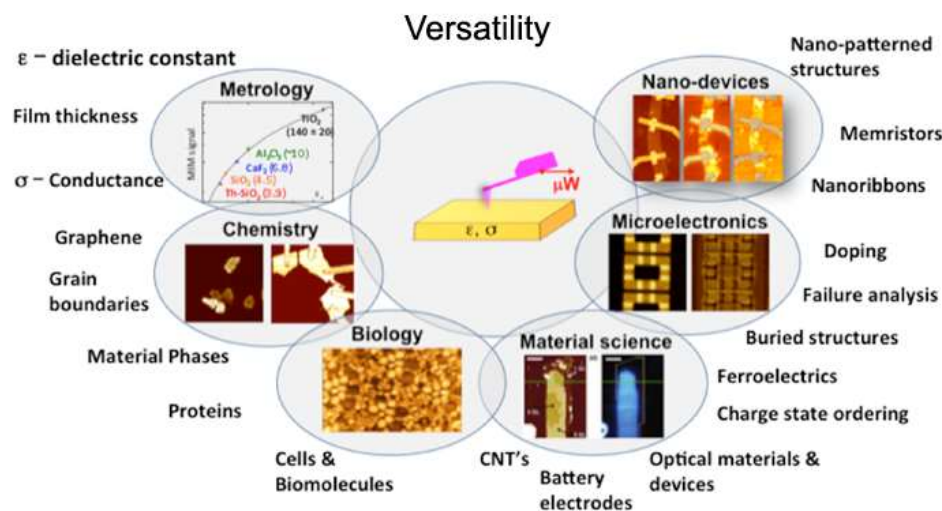 Versatility
ε – dielectric constant
Film thickness
σ – Conductance
Metrology
MIM signal
TiO₂
(140 ± 20)
Al₂O₃ (~10)
CaF₂ (6.8)
SiO₂ (4.5)
Th-SiO₂ (3.9)
μW
ε, σ
Nano-devices
Nano-patterned
structures
Memristors
Nanoribbons
Graphene
Grain
boundaries
Chemistry
Microelectronics
Doping
Failure analysis
Material Phases
Biology
Material science
Buried structures
Ferroelectrics
Proteins
Charge state ordering
Cells &
Biomolecules
CNT's
Battery
electrodes
Optical materials &
devices